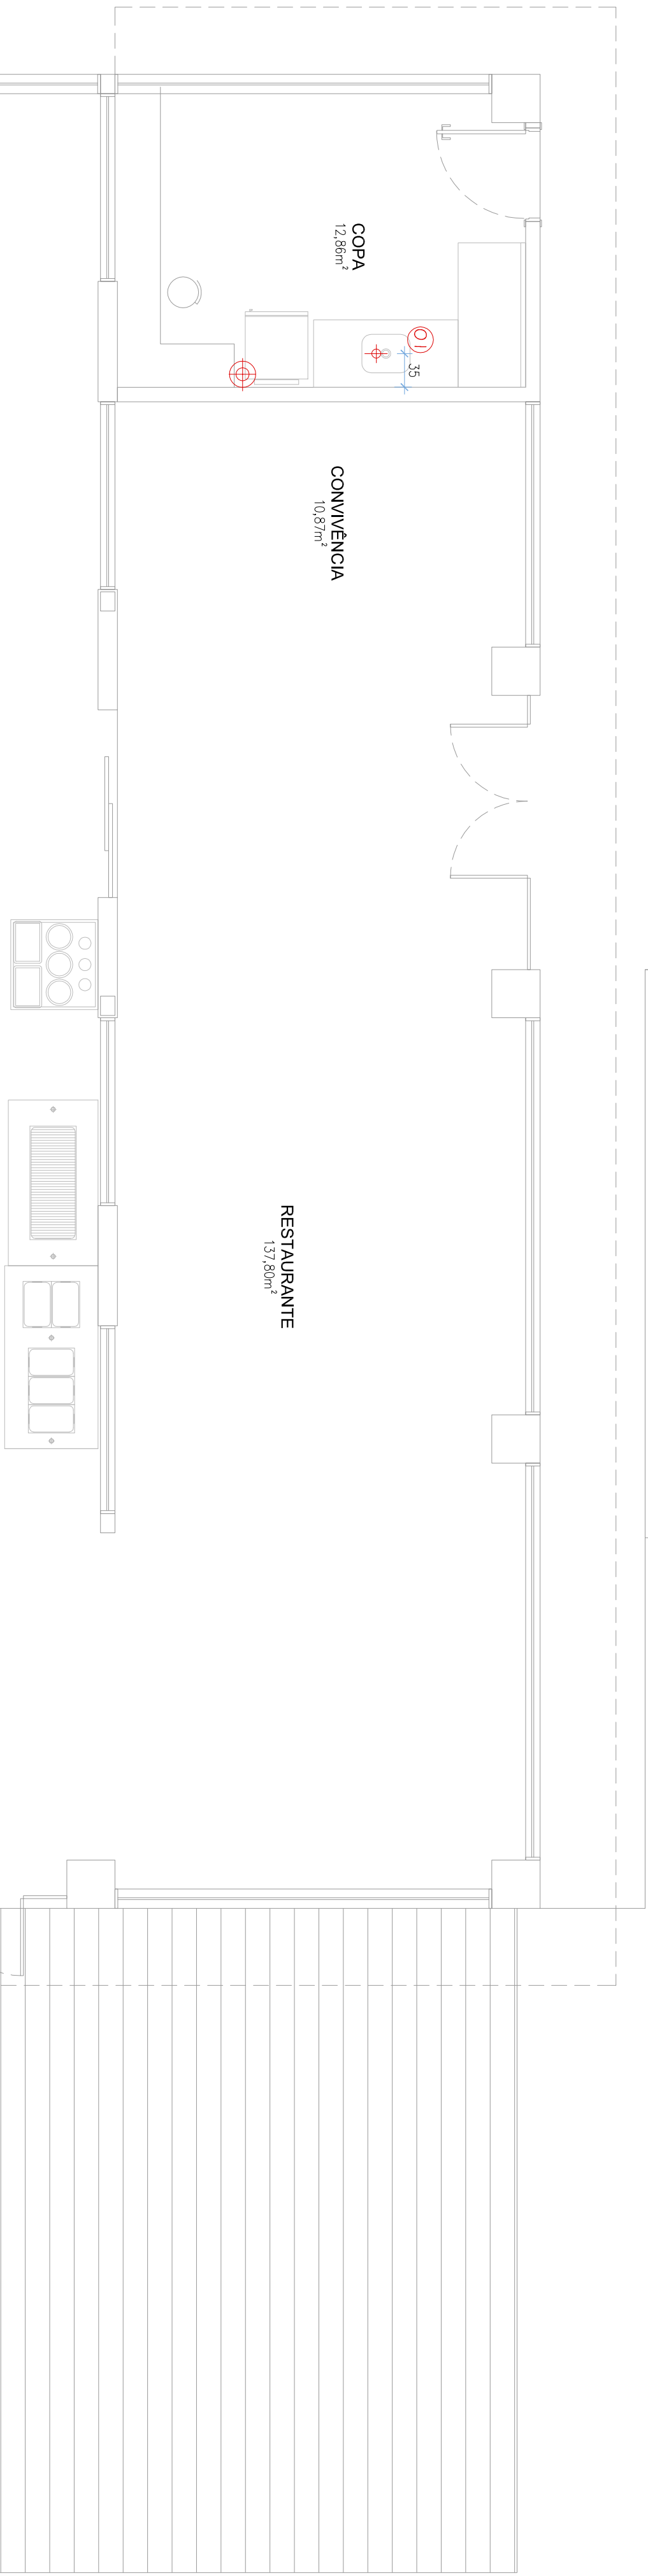 COPA
12,86m²
01
35
CONVIVÊNCIA
10,87m²
RESTAURANTE
137,80m²